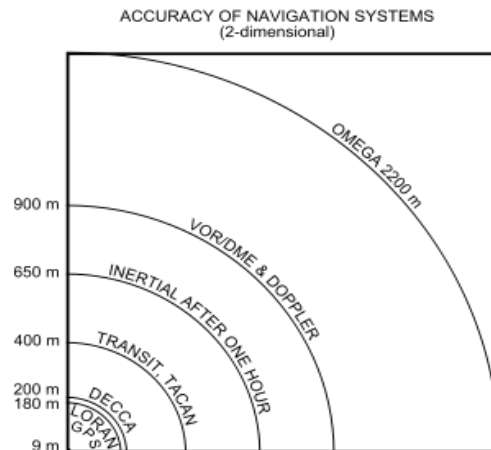 ACCURACY OF NAVIGATION SYSTEMS
(2-dimensional)
OMEGA 2200 m
900 m
VOR/DME & DOPPLER
650 m
INERTIAL AFTER ONE HOUR
400 m
TRANSIT, TACAN
200 m
DECCA
180 m
LORAN
GPS
9 m